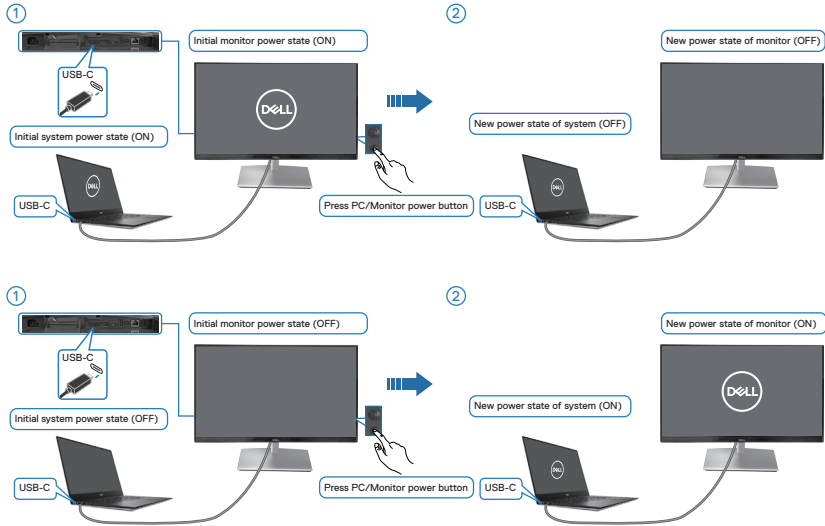 1
Initial monitor power state (ON)
USB-C
DELL
Initial system power state (ON)
DELL
USB-C
Press PC/Monitor power button
2
New power state of monitor (OFF)
New power state of system (OFF)
DELL
USB-C
1
Initial monitor power state (OFF)
USB-C
Initial system power state (OFF)
USB-C
Press PC/Monitor power button
2
New power state of monitor (ON)
DELL
New power state of system (ON)
DELL
USB-C